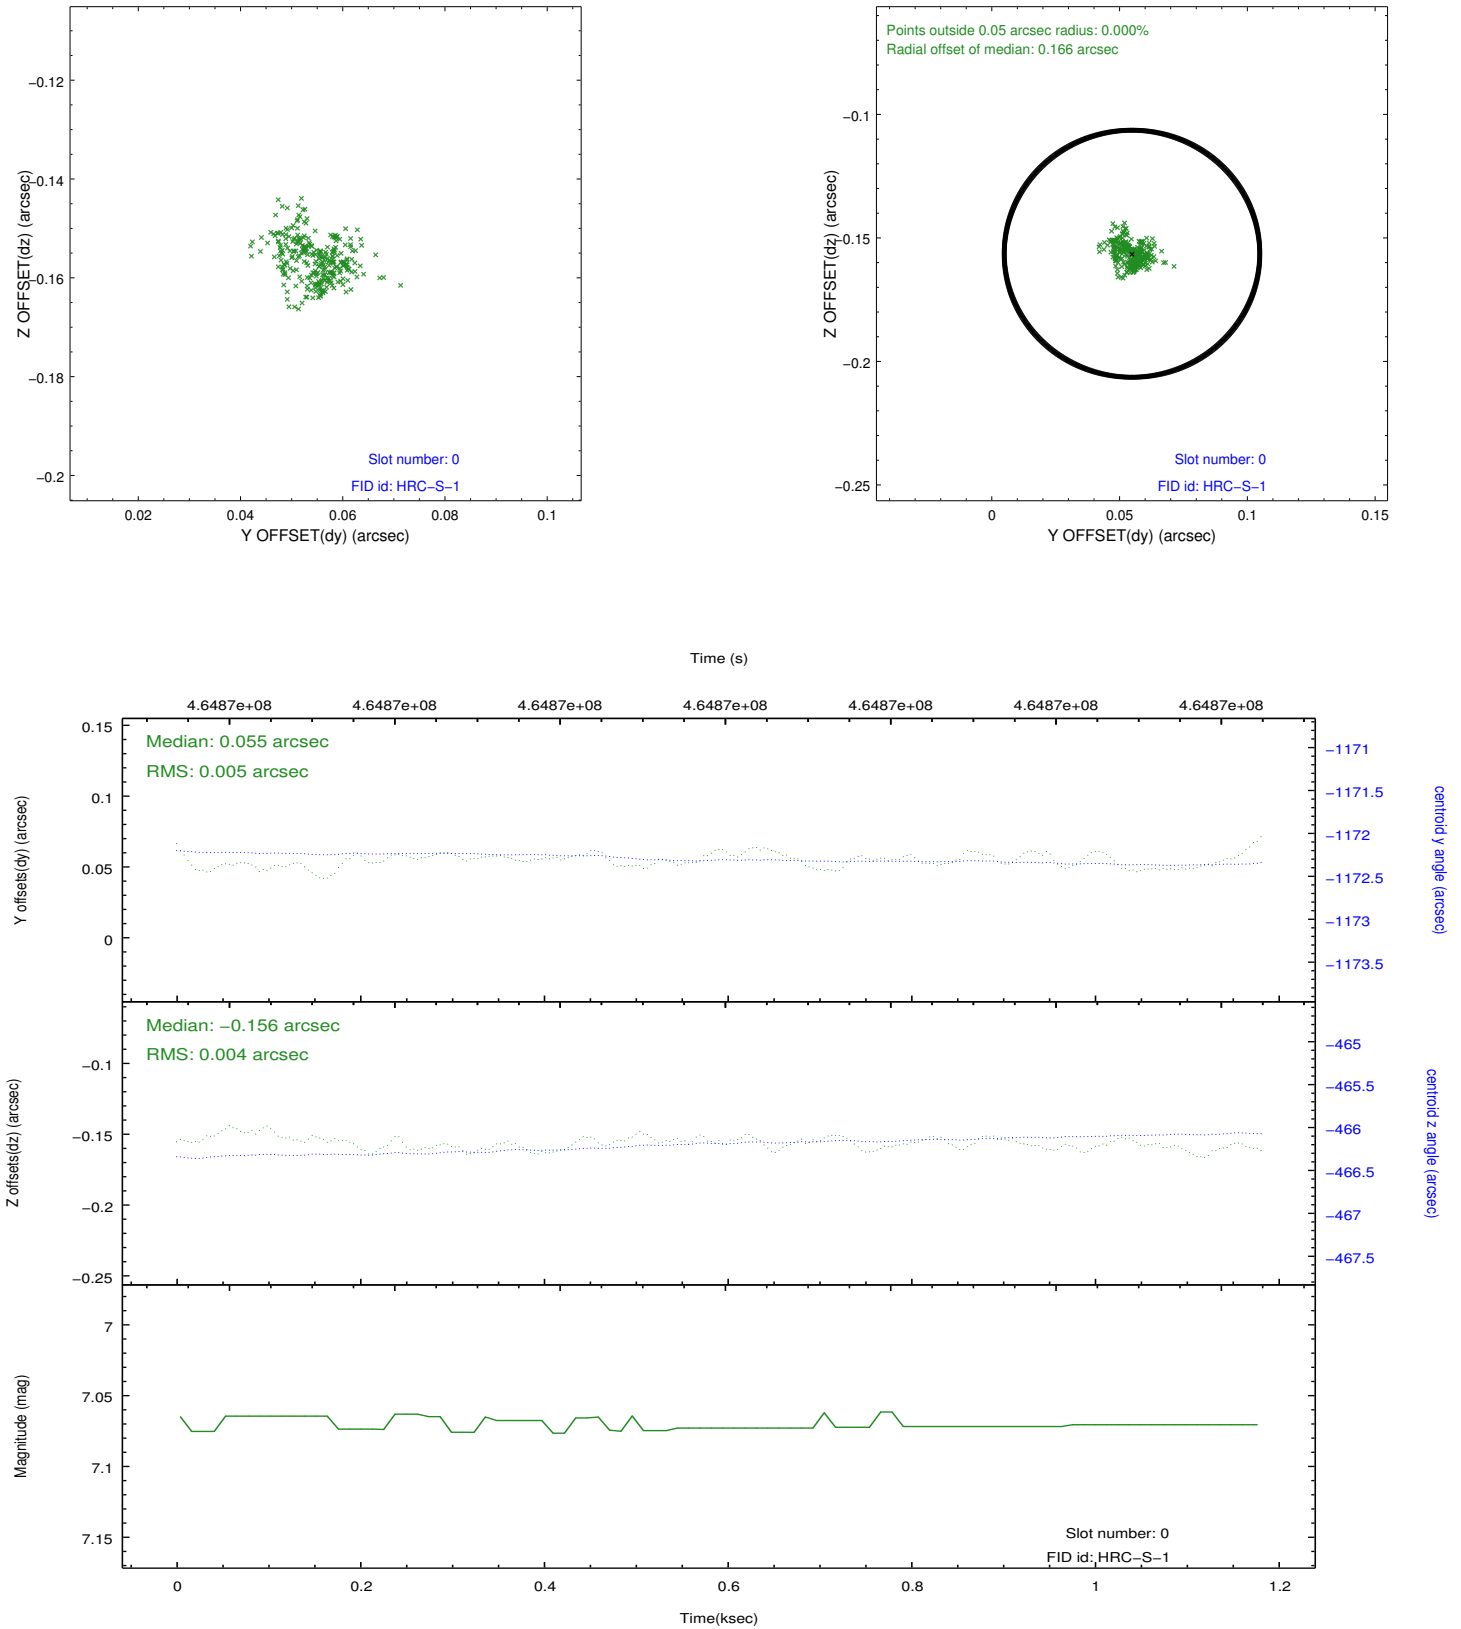 −0.12
−0.14
−0.16
−0.18
−0.2
Z OFFSET(dz) (arcsec)
Slot number: 0
FID id: HRC−S−1
0.02 0.04 0.06 0.08 0.1
Y OFFSET(dy) (arcsec)
Points outside 0.05 arcsec radius: 0.000%
Radial offset of median: 0.166 arcsec
−0.1
−0.15
−0.2
−0.25
Z OFFSET(dz) (arcsec)
Slot number: 0
FID id: HRC−S−1
0 0.05 0.1 0.15
Y OFFSET(dy) (arcsec)
Time (s)
4.6487e+08 4.6487e+08 4.6487e+08 4.6487e+08 4.6487e+08 4.6487e+08 4.6487e+08
Median: 0.055 arcsec
RMS: 0.005 arcsec
0.15
0.1
0.05
0
Y offsets(dy) (arcsec)
−1171
−1171.5
−1172
−1172.5
−1173
−1173.5
centroid y angle (arcsec)
Median: −0.156 arcsec
RMS: 0.004 arcsec
−0.1
−0.15
−0.2
−0.25
Z offsets(dz) (arcsec)
−465
−465.5
−466
−466.5
−467
−467.5
centroid z angle (arcsec)
7
7.05
7.1
7.15
Magnitude (mag)
Slot number: 0
FID id: HRC−S−1
0 0.2 0.4 0.6 0.8 1 1.2
Time(ksec)